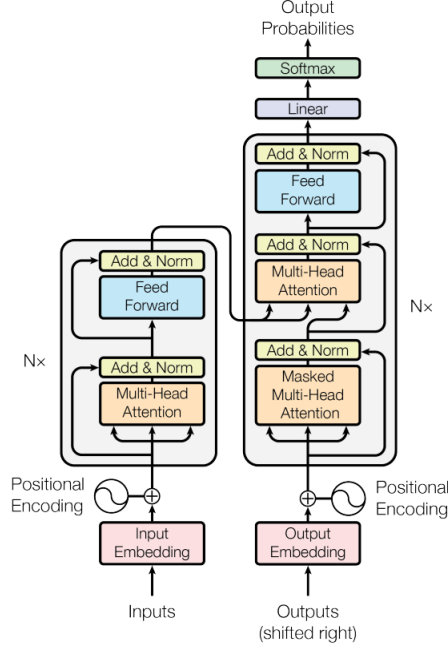 Output
Probabilities
Softmax
Linear
Add & Norm
Feed
Forward
Add & Norm
Multi-Head
Attention
Add & Norm
Masked
Multi-Head
Attention
N×
Positional
Encoding
Output
Embedding
Outputs
(shifted right)
Add & Norm
Feed
Forward
Add & Norm
Multi-Head
Attention
N×
Positional
Encoding
Input
Embedding
Inputs